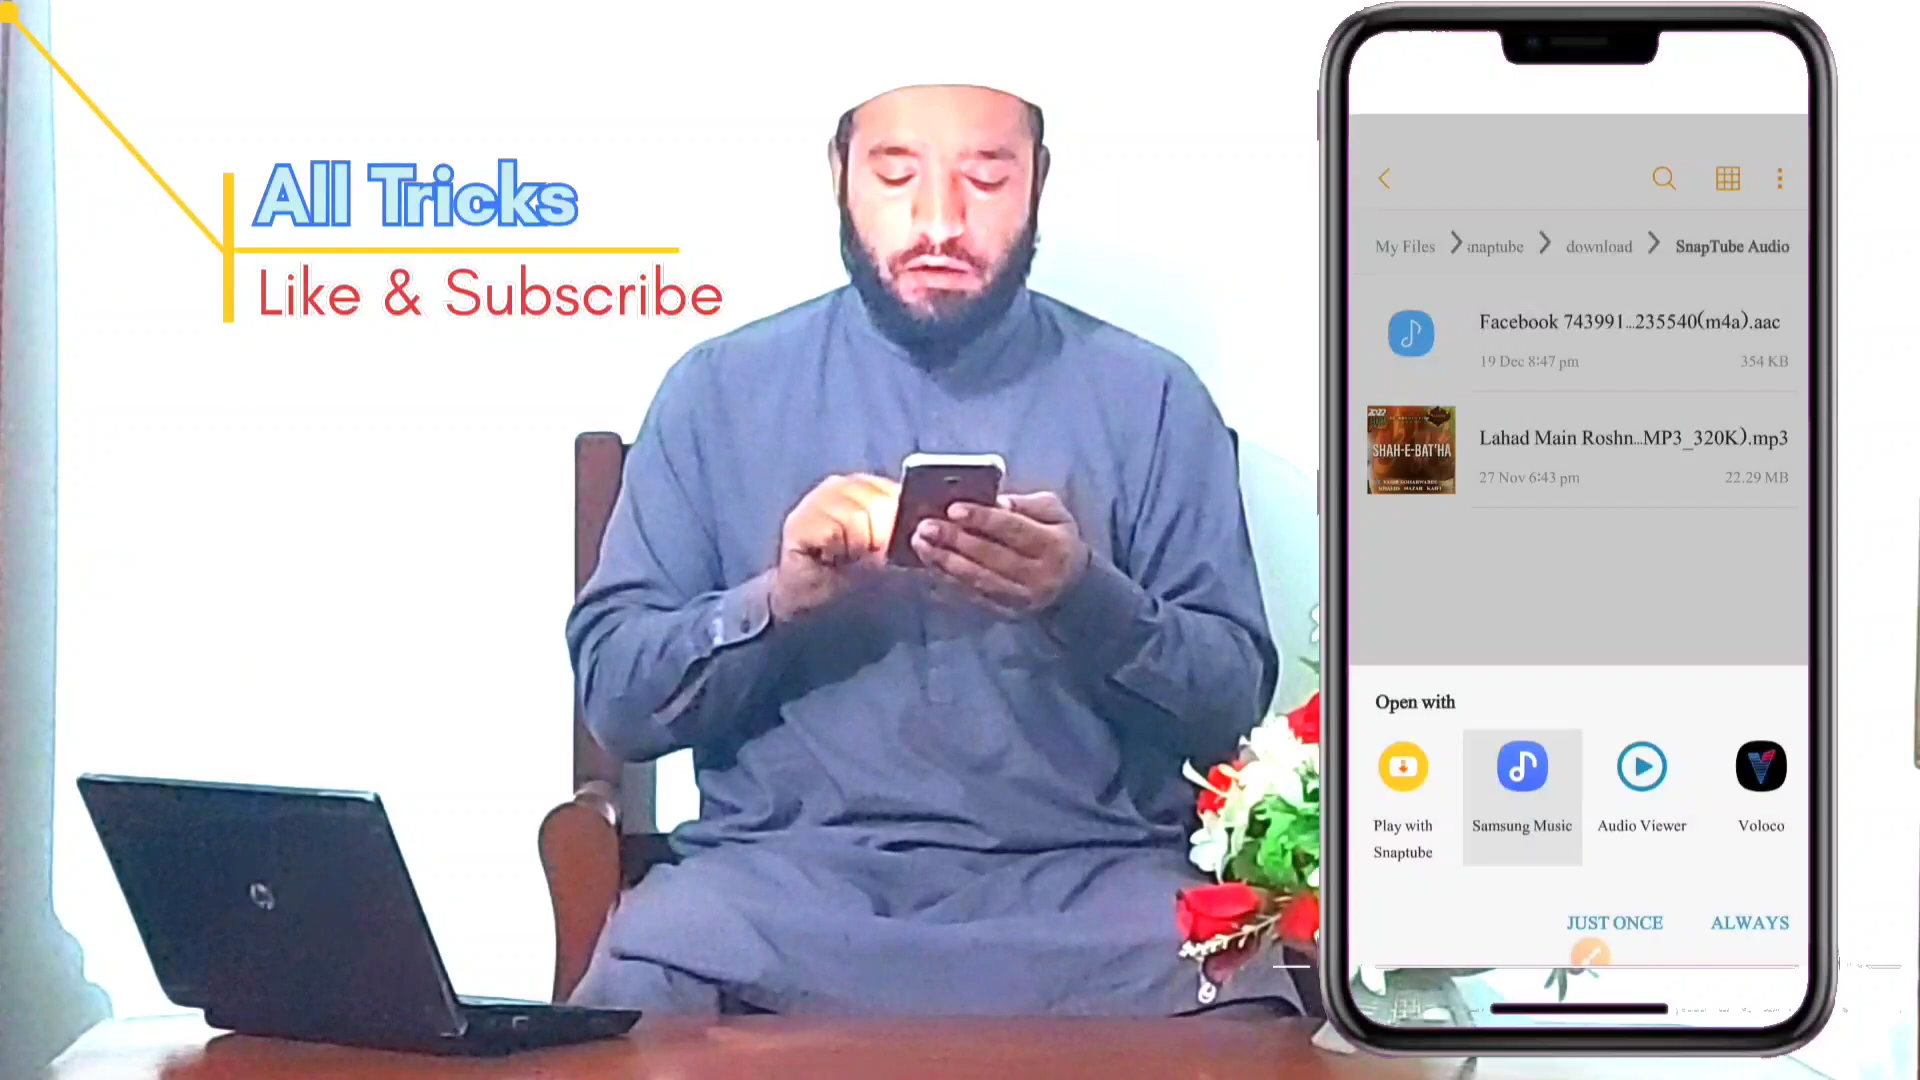 All Tricks
Like & Subscribe
My Files > naptube > download > SnapTube Audio
Facebook 743991...235540(m4a).aac
19 Dec 8:47 pm 354 KB
2022
SHAH-E-BAT'HA
Lahad Main Roshn...MP3_320K).mp3
27 Nov 6:43 pm 22.29 MB
Open with
Play with Snaptube
Samsung Music
Audio Viewer
Voloco
JUST ONCE ALWAYS